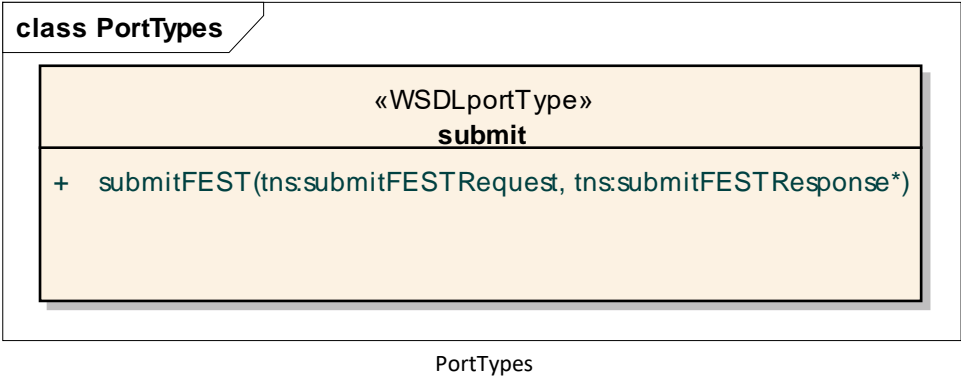 class PortTypes
«WSDLportType»
submit
+ submitFEST(tns:submitFESTRequest, tns:submitFESTResponse*)
PortTypes